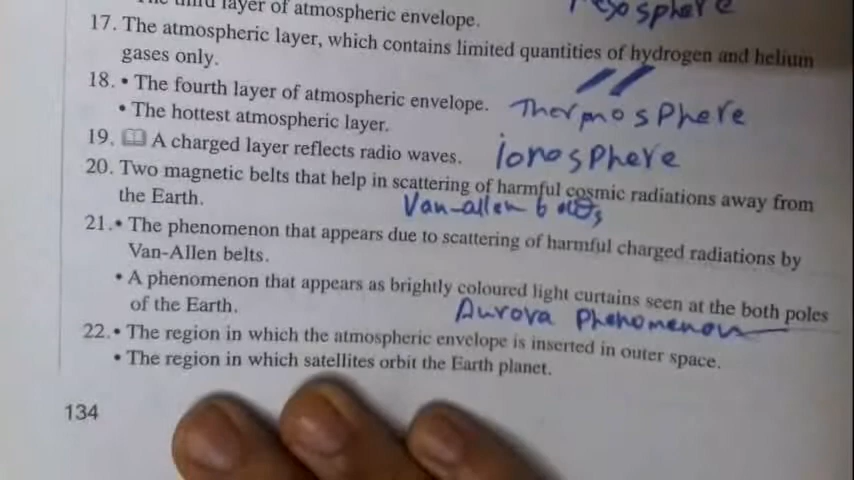 The third layer of atmospheric envelope. Mesosphere
17. The atmospheric layer, which contains limited quantities of hydrogen and helium
gases only.
18. • The fourth layer of atmospheric envelope. Thermosphere
• The hottest atmospheric layer.
19. A charged layer reflects radio waves. ionosphere
20. Two magnetic belts that help in scattering of harmful cosmic radiations away from
the Earth. Van-allen belts
21. • The phenomenon that appears due to scattering of harmful charged radiations by
Van-Allen belts.
• A phenomenon that appears as brightly coloured light curtains seen at the both poles
of the Earth. Aurora Phenomenon
22. • The region in which the atmospheric envelope is inserted in outer space.
• The region in which satellites orbit the Earth planet.
134